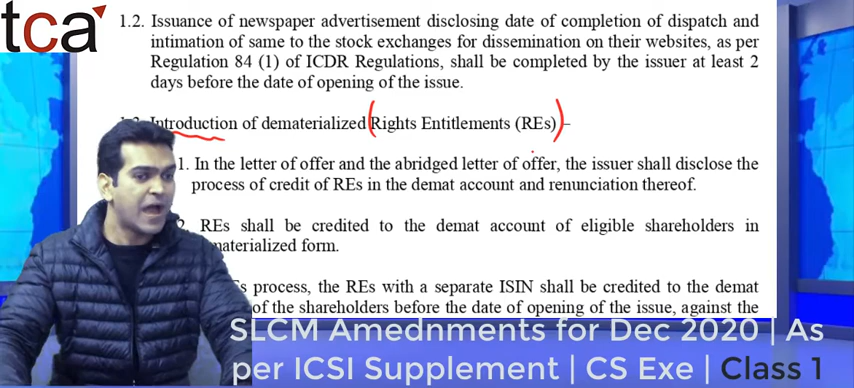 tca
1.2. Issuance of newspaper advertisement disclosing date of completion of dispatch and
intimation of same to the stock exchanges for dissemination on their websites, as per
Regulation 84 (1) of ICDR Regulations, shall be completed by the issuer at least 2
days before the date of opening of the issue.
Introduction of dematerialized Rights Entitlements (REs) –
1. In the letter of offer and the abridged letter of offer, the issuer shall disclose the
process of credit of REs in the demat account and renunciation thereof.
2. REs shall be credited to the demat account of eligible shareholders in
materialized form.
s process, the REs with a separate ISIN shall be credited to the demat
of the shareholders before the date of opening of the issue, against the
SLCM Amednments for Dec 2020 | As
per ICSI Supplement | CS Exe | Class 1